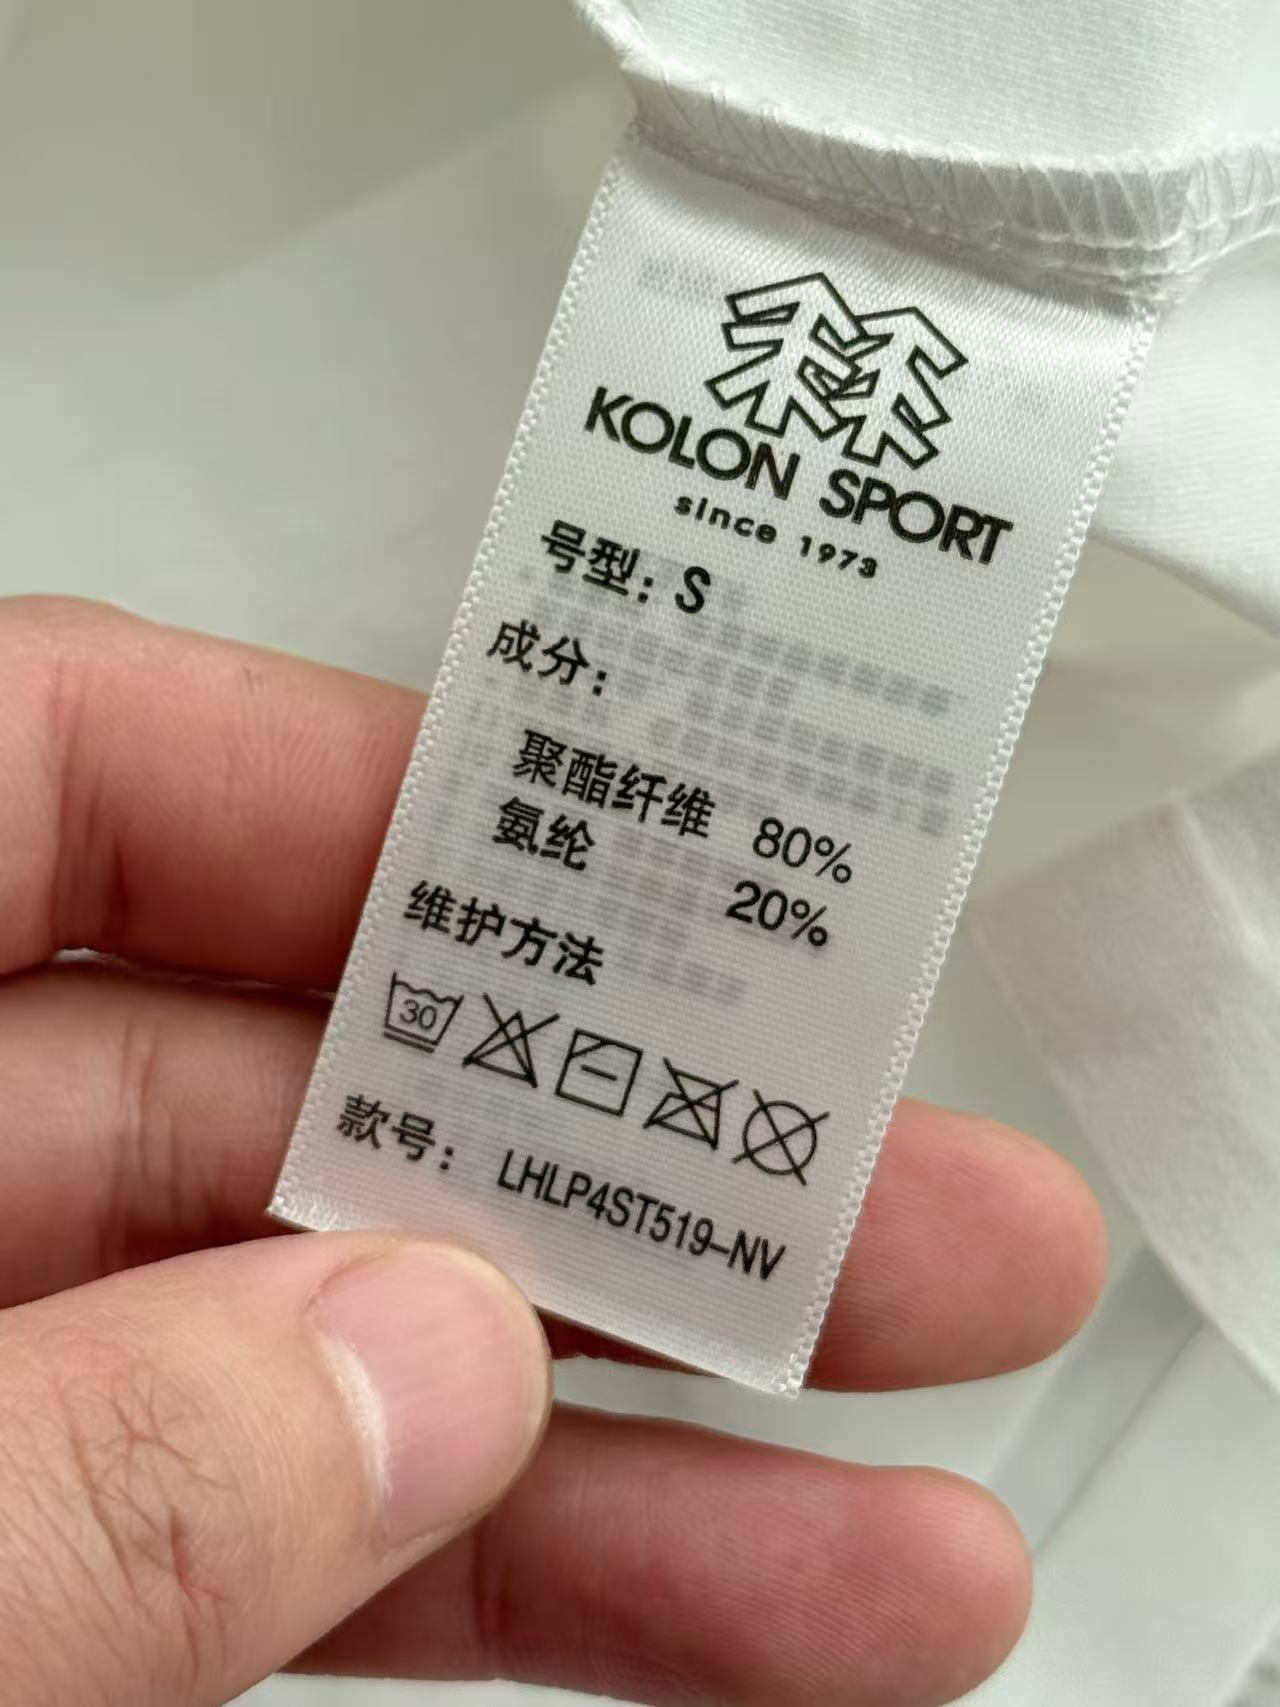 KOLON SPORT
since 1973
号型：S
成分：
聚酯纤维 80%
氨纶 20%
维护方法
30
款号： LHLP4ST519-NV